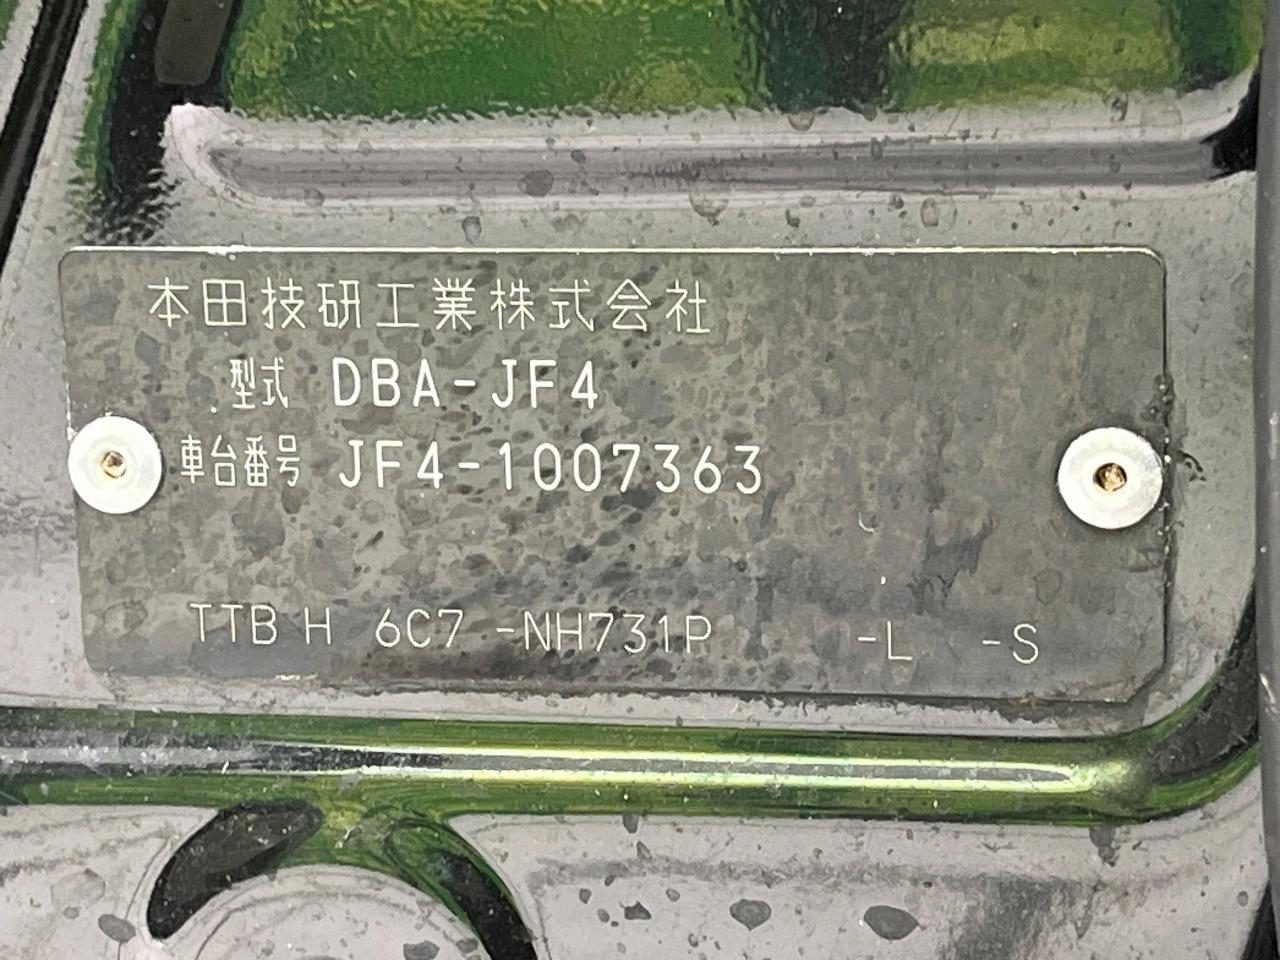 本田技研工業株式会社
型式 DBA-JF4
車台番号 JF4-1007363
TTB H 6C7 -NH731P -L -S